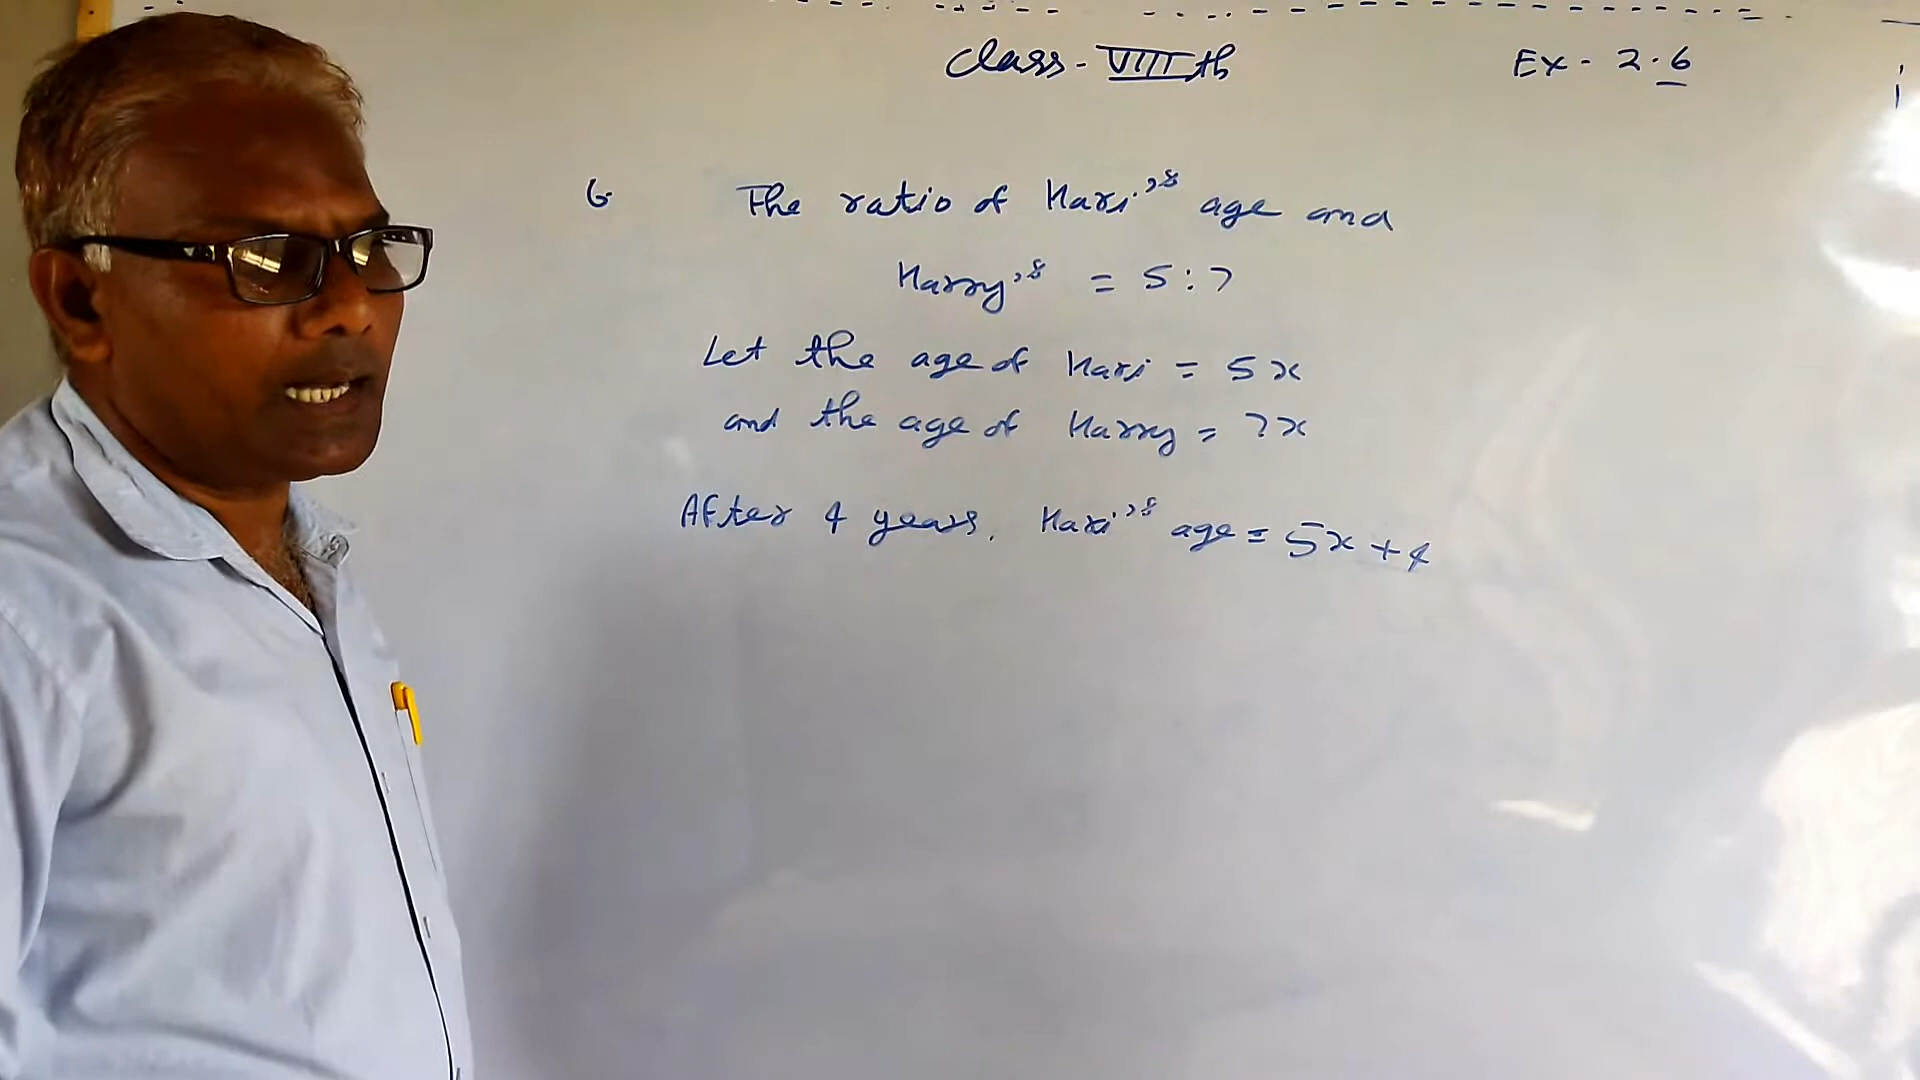 Class - VIIIth
Ex - 2.6
6. The ratio of Hari's age and
Harry's = 5:7
Let the age of Hari = 5x
and the age of Harry = 7x
After 4 years, Hari's age = 5x + 4